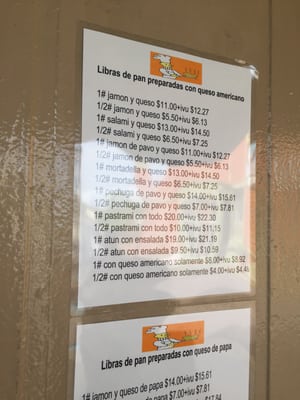 Libras de pan preparadas con queso americano
1# jamon y queso $11.00+ivu $12.27
1/2# jamon y queso $5.50+ivu $6.13
1# salami y queso $13.00+ivu $14.50
1/2# salami y queso $6.50+ivu $7.25
1# jamon de pavo y queso $11.00+ivu $12.27
1/2# jamon de pavo y queso $5.50+ivu $6.13
1# mortadella y queso $13.00+ivu $14.50
1/2# mortadella y queso $6.50+ivu $7.25
1# pechuga de pavo y queso $14.00+ivu $15.61
1/2# pechuga de pavo y queso $7.00+ivu $7.81
1# pastrami con todo $20.00+ivu $22.30
1/2# pastrami con todo $10.00+ivu $11.15
1# atun con ensalada $19.00+ivu $21.19
1/2# atun con ensalada $9.50+ivu $10.59
1# con queso americano solamente $8.00+ivu $8.92
1/2# con queso americano solamente $4.00+ivu $4.46
Libras de pan preparadas con queso de papa
1# jamon y queso de papa $14.00+ivu $15.61
$7.00+ivu $7.81